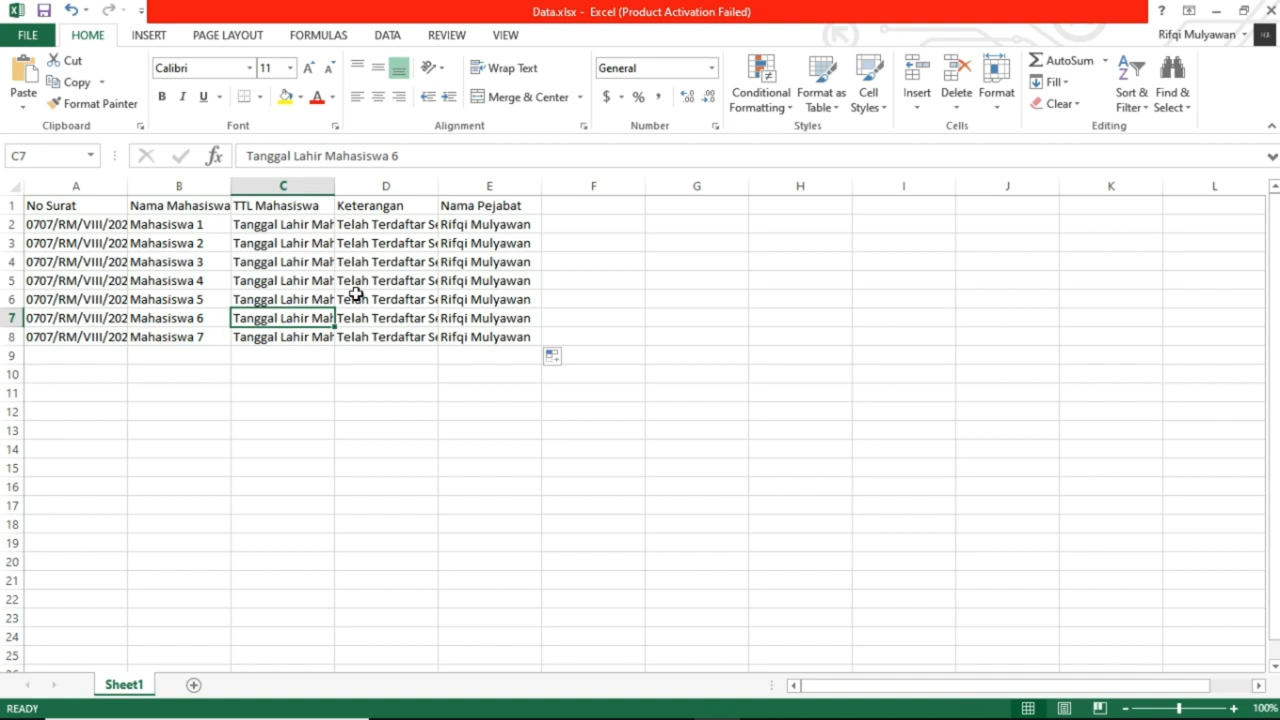 Data.xlsx - Excel (Product Activation Failed)
FILE HOME INSERT PAGE LAYOUT FORMULAS DATA REVIEW VIEW Rifqi Mulyawan
Paste Cut Copy Format Painter
Clipboard
Calibri 11
B I U
Font
Wrap Text
Merge & Center
Alignment
General
$ % ,
Number
Conditional Formatting
Format as Table
Cell Styles
Styles
Insert Delete Format
Cells
AutoSum
Fill
Clear
Sort & Filter
Find & Select
Editing
C7 fx Tanggal Lahir Mahasiswa 6
A B C D E F G H I J K L
1 No Surat Nama Mahasiswa TTL Mahasiswa Keterangan Nama Pejabat
2 0707/RM/VIII/202 Mahasiswa 1 Tanggal Lahir Mah Telah Terdaftar Se Rifqi Mulyawan
3 0707/RM/VIII/202 Mahasiswa 2 Tanggal Lahir Mah Telah Terdaftar Se Rifqi Mulyawan
4 0707/RM/VIII/202 Mahasiswa 3 Tanggal Lahir Mah Telah Terdaftar Se Rifqi Mulyawan
5 0707/RM/VIII/202 Mahasiswa 4 Tanggal Lahir Mah Telah Terdaftar Se Rifqi Mulyawan
6 0707/RM/VIII/202 Mahasiswa 5 Tanggal Lahir Mah Telah Terdaftar Se Rifqi Mulyawan
7 0707/RM/VIII/202 Mahasiswa 6 Tanggal Lahir Mah Telah Terdaftar Se Rifqi Mulyawan
8 0707/RM/VIII/202 Mahasiswa 7 Tanggal Lahir Mah Telah Terdaftar Se Rifqi Mulyawan
9
10
11
12
13
14
15
16
17
18
19
20
21
22
23
24
25
Sheet1
READY 100%